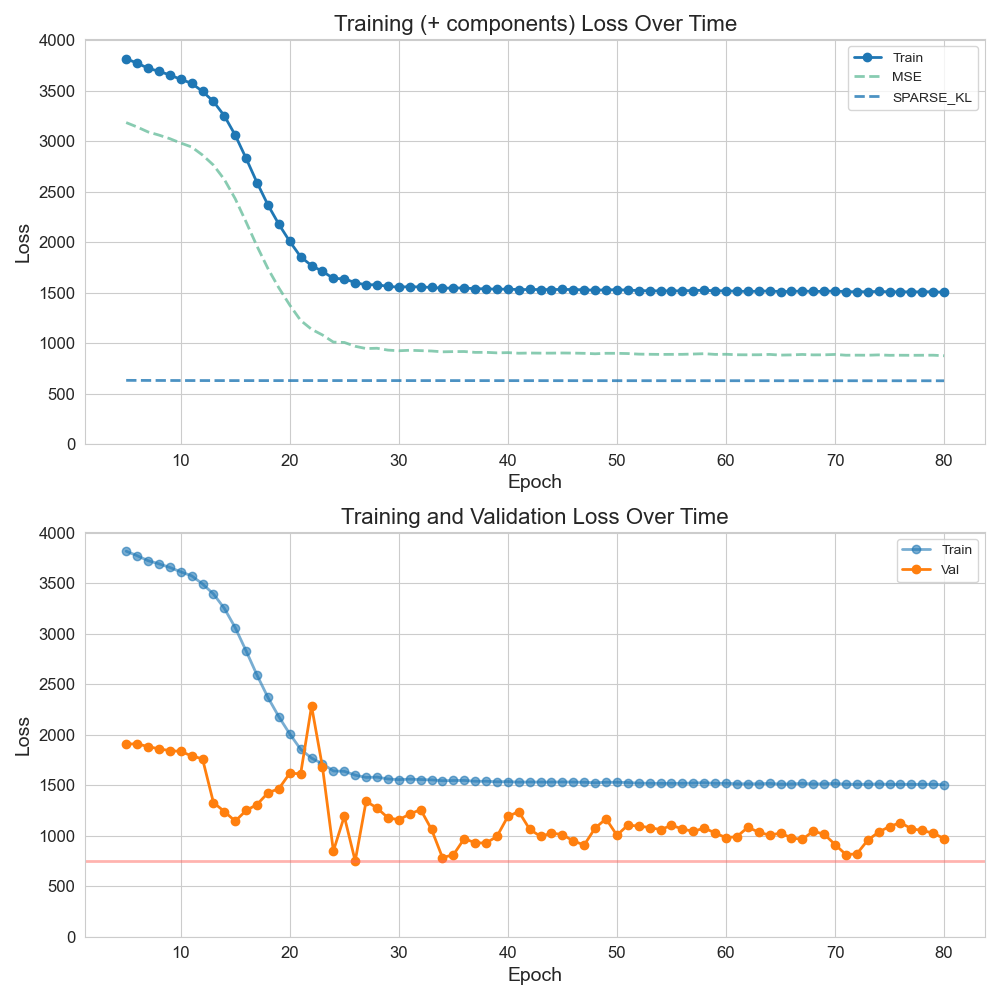 Training (+ components) Loss Over Time
4000
3500
3000
2500
2000
1500
1000
500
0
Loss
Train
MSE
SPARSE_KL
10 20 30 40 50 60 70 80
Epoch
Training and Validation Loss Over Time
4000
3500
3000
2500
2000
1500
1000
500
0
Loss
Train
Val
10 20 30 40 50 60 70 80
Epoch